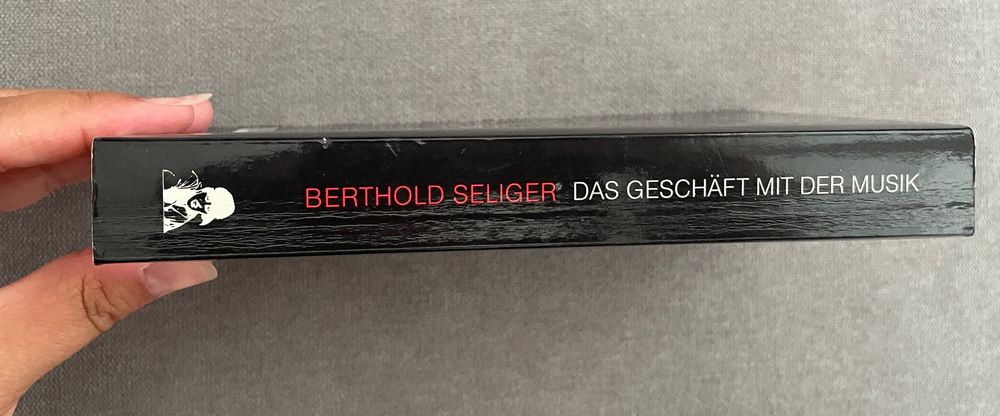 BERTHOLD SELIGER DAS GESCHÄFT MIT DER MUSIK